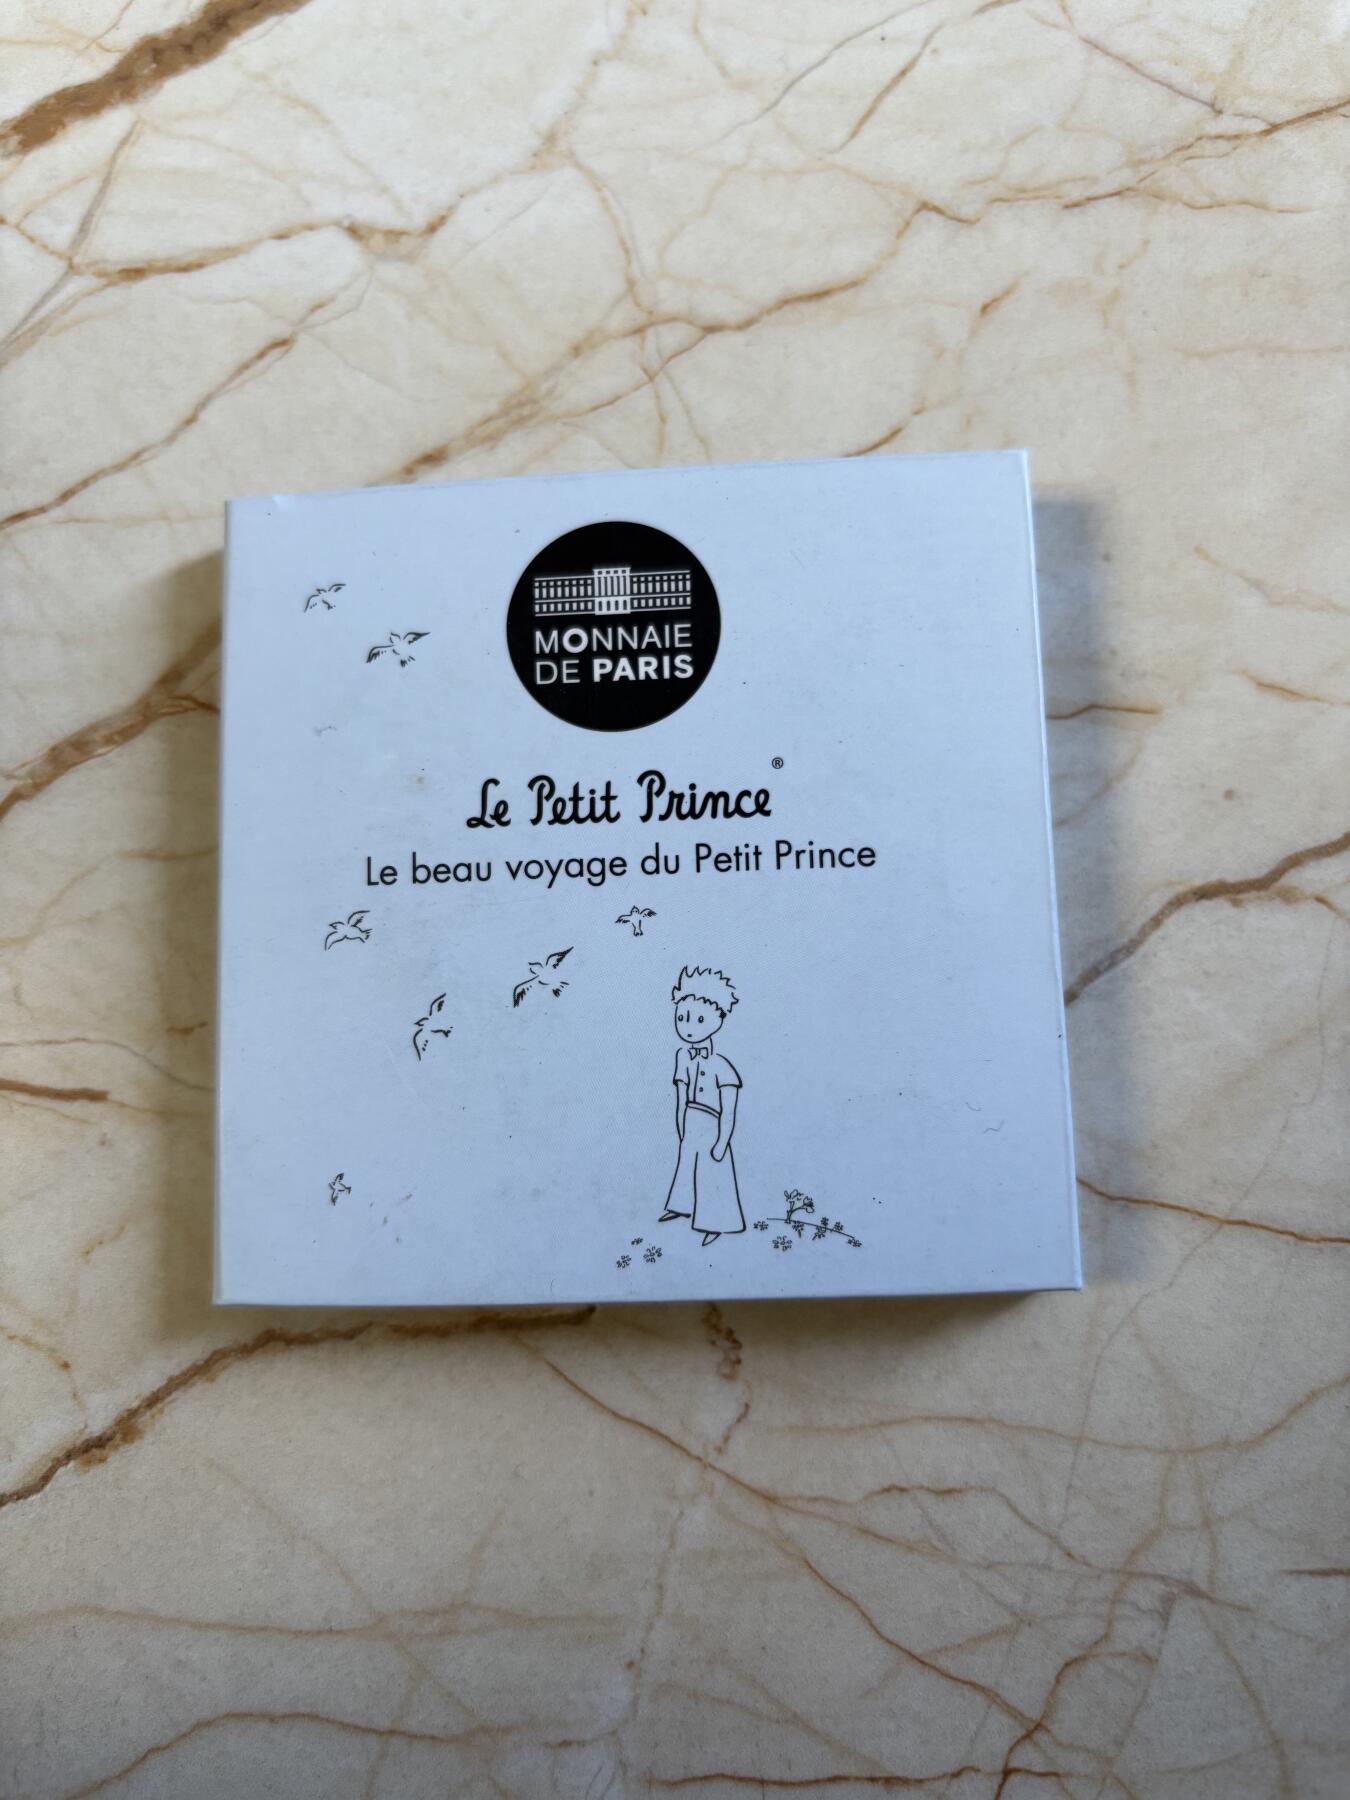 MONNAIE
DE PARIS
Le Petit Prince®
Le beau voyage du Petit Prince